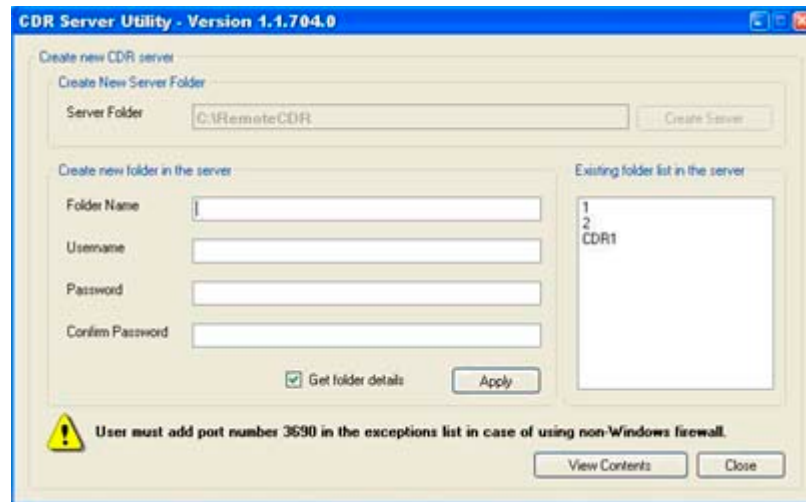 CDR Server Utility - Version 1.1.704.0
Create new CDR server
Create New Server Folder
Server Folder
C:\RemoteCDR
Create Server
Create new folder in the server
Folder Name
Username
Password
Confirm Password
Get folder details
Apply
Existing folder list in the server
1
2
CDR1
User must add port number 3690 in the exceptions list in case of using non-Windows firewall.
View Contents
Close